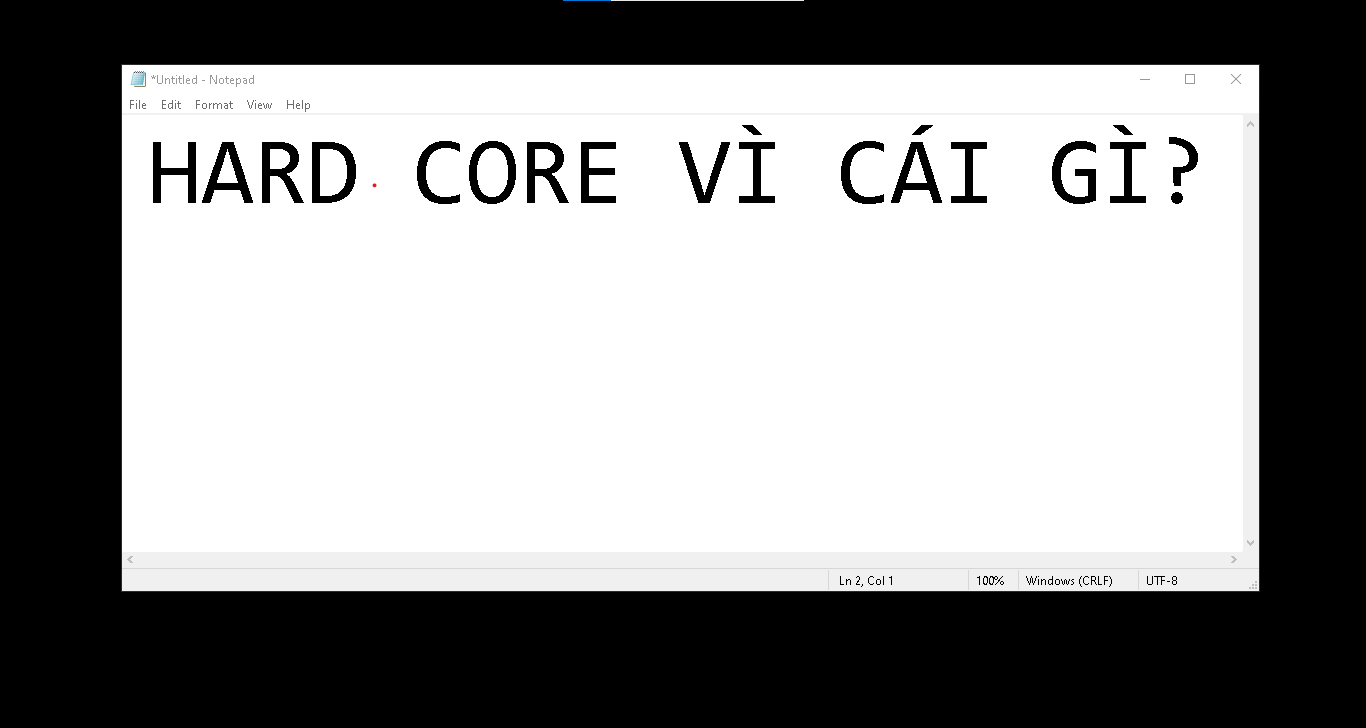 *Untitled - Notepad
File Edit Format View Help
HARD CORE VÌ CÁI GÌ?
Ln 2, Col 1 100% Windows (CRLF) UTF-8